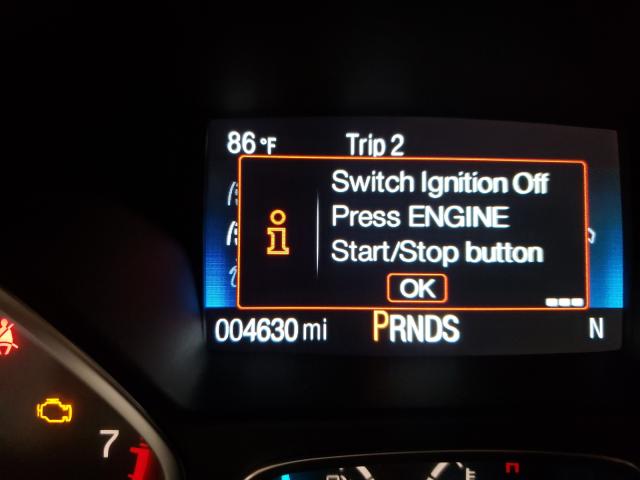 86°F Trip 2
Switch Ignition Off
Press ENGINE
Start/Stop button
OK
004630 mi PRNDS N
7